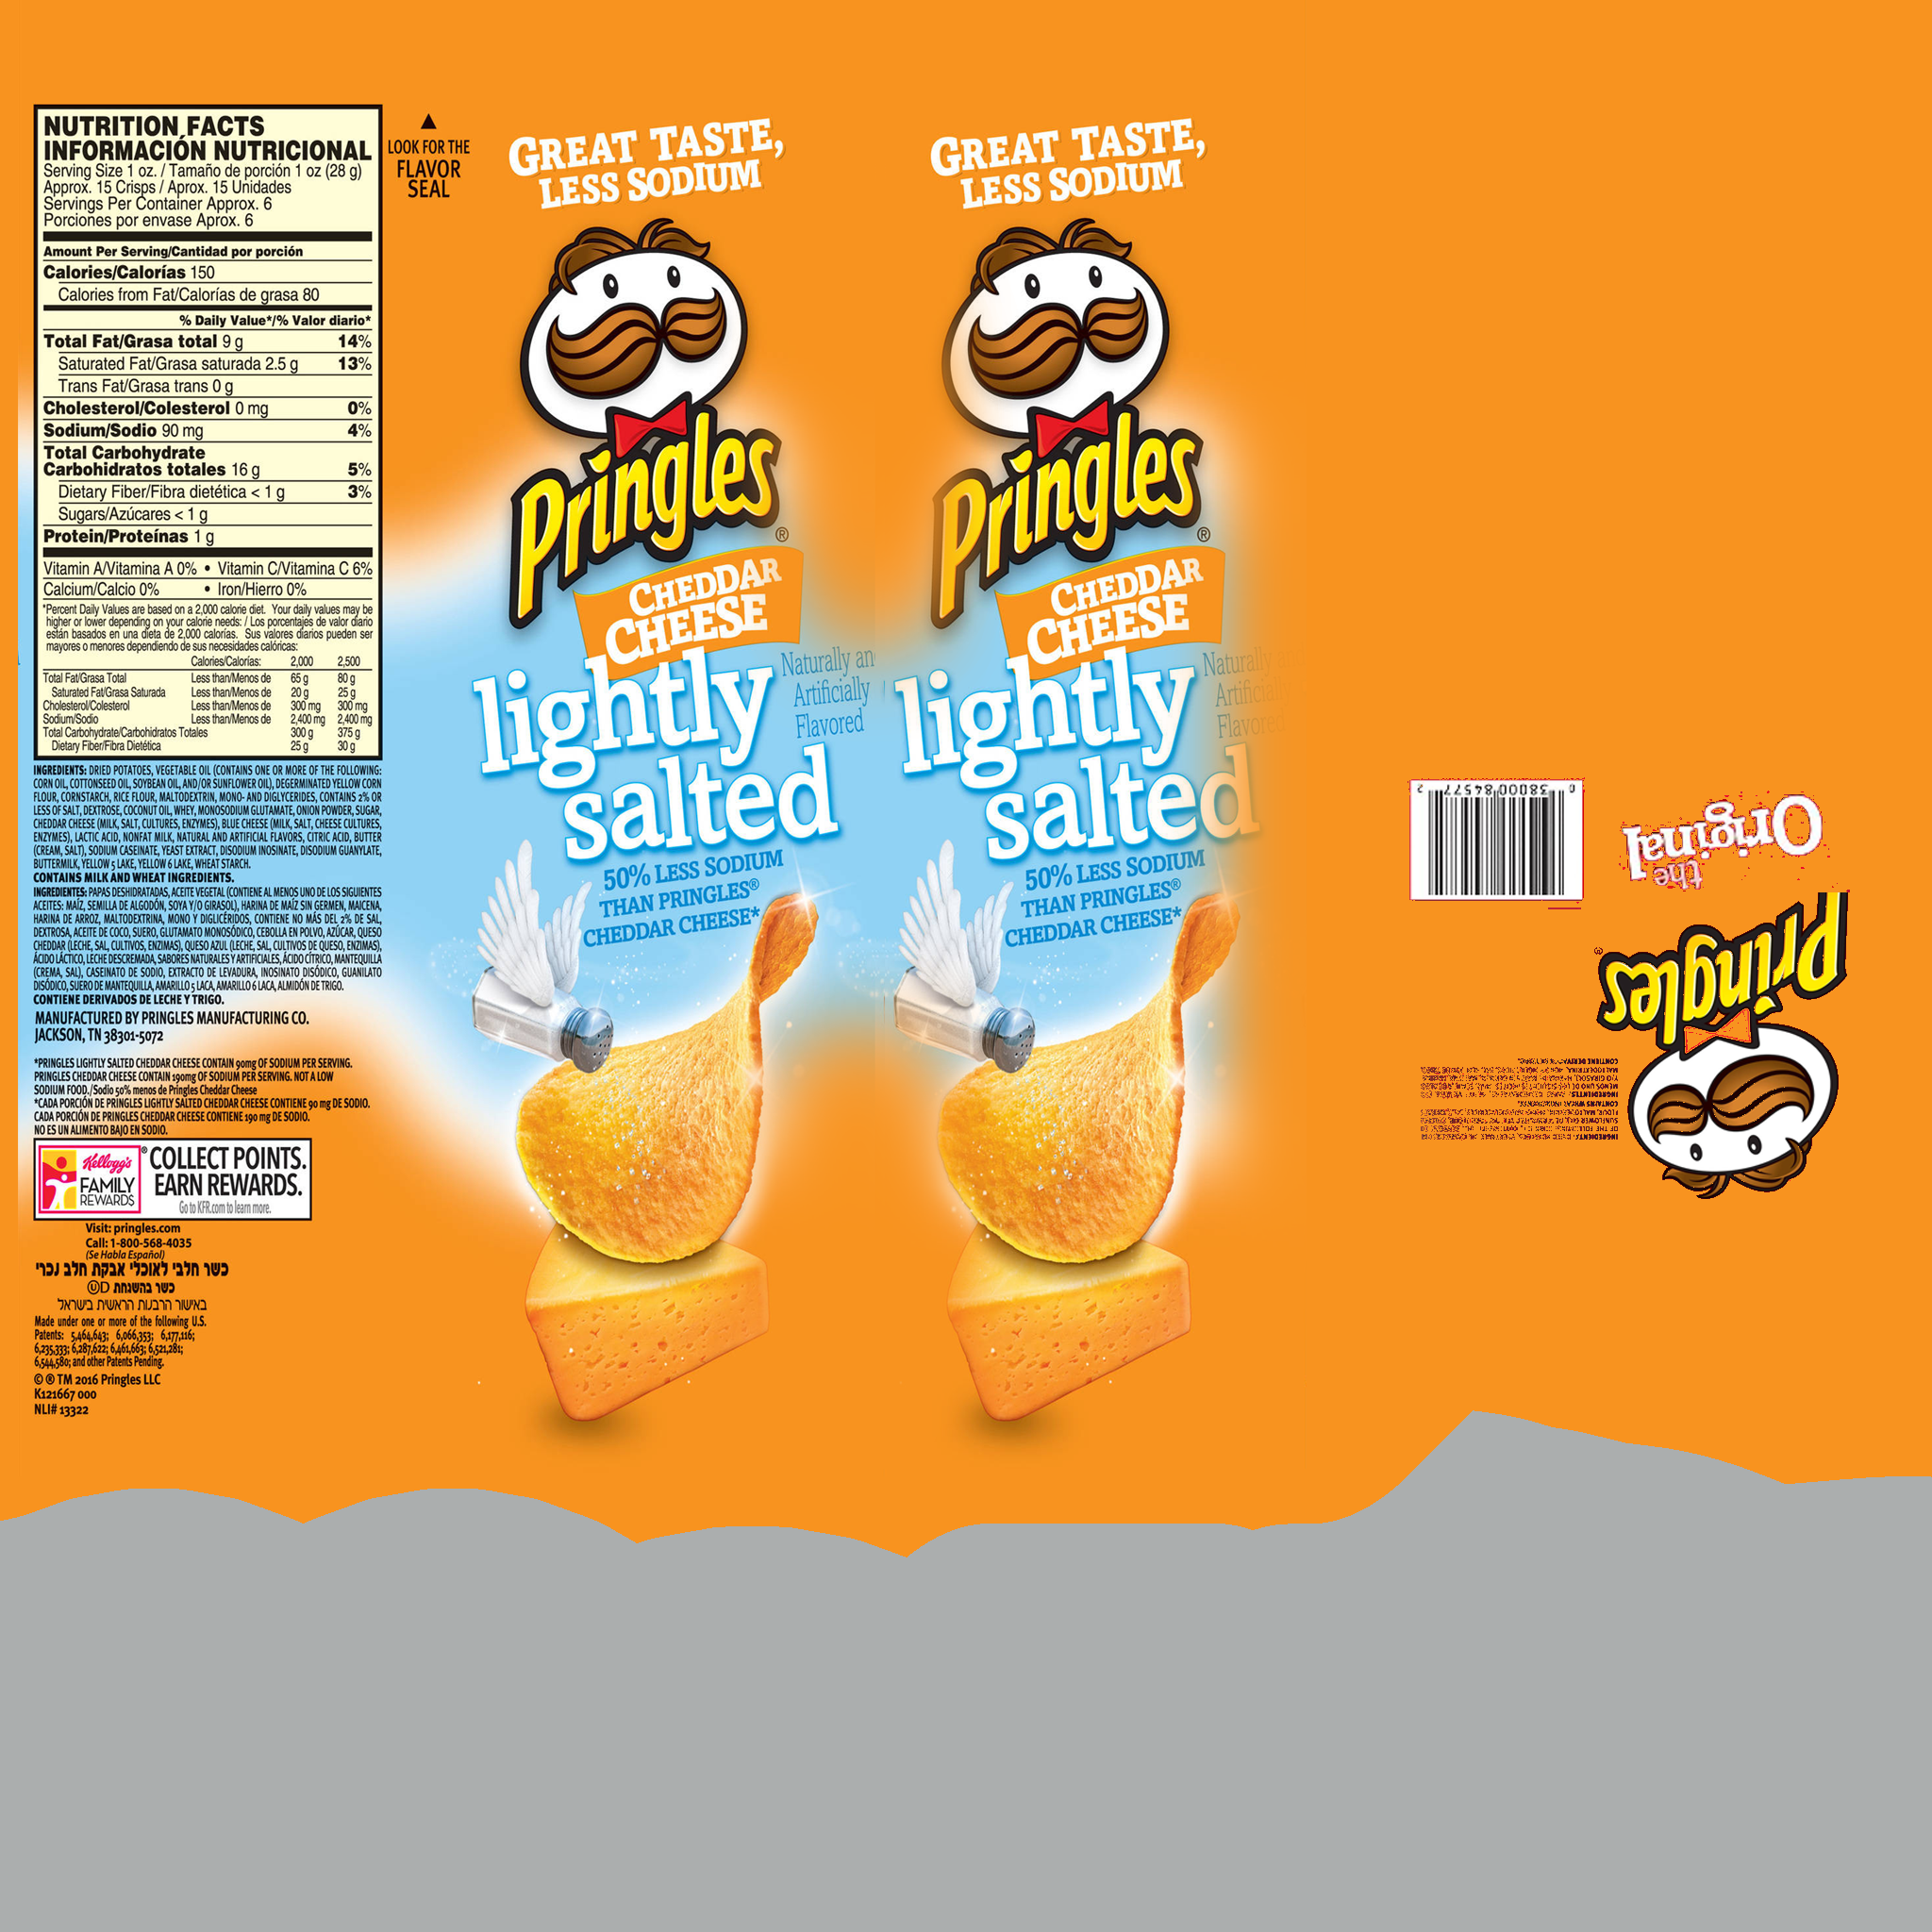 NUTRITION FACTS
INFORMACIÓN NUTRICIONAL
Serving Size 1 oz. / Tamaño de porción 1 oz (28 g)
Approx. 15 Crisps / Aprox. 15 Unidades
Servings Per Container Approx. 6
Porciones por envase Aprox. 6
Amount Per Serving/Cantidad por porción
Calories/Calorías 150
Calories from Fat/Calorías de grasa 80
% Daily Value*/% Valor diario*
Total Fat/Grasa total 9 g 14%
Saturated Fat/Grasa saturada 2.5 g 13%
Trans Fat/Grasa trans 0 g
Cholesterol/Colesterol 0 mg 0%
Sodium/Sodio 90 mg 4%
Total Carbohydrate
Carbohidratos totales 16 g 5%
Dietary Fiber/Fibra dietética < 1 g 3%
Sugars/Azúcares < 1 g
Protein/Proteínas 1 g
Vitamin A/Vitamina A 0% • Vitamin C/Vitamina C 6%
Calcium/Calcio 0% • Iron/Hierro 0%
*Percent Daily Values are based on a 2,000 calorie diet. Your daily values may be
higher or lower depending on your calorie needs: / Los porcentajes de valor diario
están basados en una dieta de 2,000 calorías. Sus valores diarios pueden ser
mayores o menores dependiendo de sus necesidades calóricas:
Calories/Calorías: 2,000 2,500
Total Fat/Grasa Total Less than/Menos de 65 g 80 g
Saturated Fat/Grasa Saturada Less than/Menos de 20 g 25 g
Cholesterol/Colesterol Less than/Menos de 300 mg 300 mg
Sodium/Sodio Less than/Menos de 2,400 mg 2,400 mg
Total Carbohydrate/Carbohidratos Totales 300 g 375 g
Dietary Fiber/Fibra Dietética 25 g 30 g
INGREDIENTS: DRIED POTATOES, VEGETABLE OIL (CONTAINS ONE OR MORE OF THE FOLLOWING:
CORN OIL, COTTONSEED OIL, SOYBEAN OIL, AND/OR SUNFLOWER OIL), DEGERMINATED YELLOW CORN
FLOUR, CORNSTARCH, RICE FLOUR, MALTODEXTRIN, MONO- AND DIGLYCERIDES, CONTAINS 2% OR
LESS OF SALT, DEXTROSE, COCONUT OIL, WHEY, MONOSODIUM GLUTAMATE, ONION POWDER, SUGAR,
CHEDDAR CHEESE (MILK, SALT, CULTURES, ENZYMES), BLUE CHEESE (MILK, SALT, CHEESE CULTURES,
ENZYMES), LACTIC ACID, NONFAT MILK, NATURAL AND ARTIFICIAL FLAVORS, CITRIC ACID, BUTTER
(CREAM, SALT), SODIUM CASEINATE, YEAST EXTRACT, DISODIUM INOSINATE, DISODIUM GUANYLATE,
BUTTERMILK, YELLOW 5 LAKE, YELLOW 6 LAKE, WHEAT STARCH.
CONTAINS MILK AND WHEAT INGREDIENTS.
INGREDIENTES: PAPAS DESHIDRATADAS, ACEITE VEGETAL (CONTIENE AL MENOS UNO DE LOS SIGUIENTES
ACEITES: MAÍZ, SEMILLA DE ALGODÓN, SOYA Y/O GIRASOL), HARINA DE MAÍZ SIN GERMEN, MAICENA,
HARINA DE ARROZ, MALTODEXTRINA, MONO Y DIGLICÉRIDOS, CONTIENE NO MÁS DEL 2% DE SAL,
DEXTROSA, ACEITE DE COCO, SUERO, GLUTAMATO MONOSÓDICO, CEBOLLA EN POLVO, AZÚCAR, QUESO
CHEDDAR (LECHE, SAL, CULTIVOS, ENZIMAS), QUESO AZUL (LECHE, SAL, CULTIVOS DE QUESO, ENZIMAS),
ÁCIDO LÁCTICO, LECHE DESCREMADA, SABORES NATURALES Y ARTIFICIALES, ÁCIDO CÍTRICO, MANTEQUILLA
(CREMA, SAL), CASEINATO DE SODIO, EXTRACTO DE LEVADURA, INOSINATO DISÓDICO, GUANILATO
DISÓDICO, SUERO DE MANTEQUILLA, AMARILLO 5 LACA, AMARILLO 6 LACA, ALMIDÓN DE TRIGO.
CONTIENE DERIVADOS DE LECHE Y TRIGO.
MANUFACTURED BY PRINGLES MANUFACTURING CO.
JACKSON, TN 38301-5072
*PRINGLES LIGHTLY SALTED CHEDDAR CHEESE CONTAIN 90mg OF SODIUM PER SERVING.
PRINGLES CHEDDAR CHEESE CONTAIN 190mg OF SODIUM PER SERVING. NOT A LOW
SODIUM FOOD./Sodio 50% menos de Pringles Cheddar Cheese
*CADA PORCIÓN DE PRINGLES LIGHTLY SALTED CHEDDAR CHEESE CONTIENE 90 mg DE SODIO.
CADA PORCIÓN DE PRINGLES CHEDDAR CHEESE CONTIENE 190 mg DE SODIO.
NO ES UN ALIMENTO BAJO EN SODIO.
Kellogg's
FAMILY
REWARDS®
COLLECT POINTS.
EARN REWARDS.
Go to KFR.com to learn more.
Visit: pringles.com
Call: 1-800-568-4035
(Se Habla Español)
כשר חלבי לאוכלי אבקת חלב נכרי
כשר בהשגחת ⓊD
באישור הרבנות הראשית בישראל
Made under one or more of the following U.S.
Patents: 5,464,643; 6,066,353; 6,177,116;
6,235,333; 6,287,622; 6,461,663; 6,521,281;
6,544,580; and other Patents Pending.
© ® TM 2016 Pringles LLC
K121667 000
NLI# 13322
▲
LOOK FOR THE
FLAVOR
SEAL
GREAT TASTE,
LESS SODIUM
Pringles®
CHEDDAR
CHEESE
lightly
salted
Naturally an
Artificially
Flavored
50% LESS SODIUM
THAN PRINGLES®
CHEDDAR CHEESE*
GREAT TASTE,
LESS SODIUM
Pringles®
CHEDDAR
CHEESE
lightly
salted
Naturally
Artificially
Flavored
50% LESS SODIUM
THAN PRINGLES®
CHEDDAR CHEESE*
Pringles®
the
Original
0 38000 84577 2